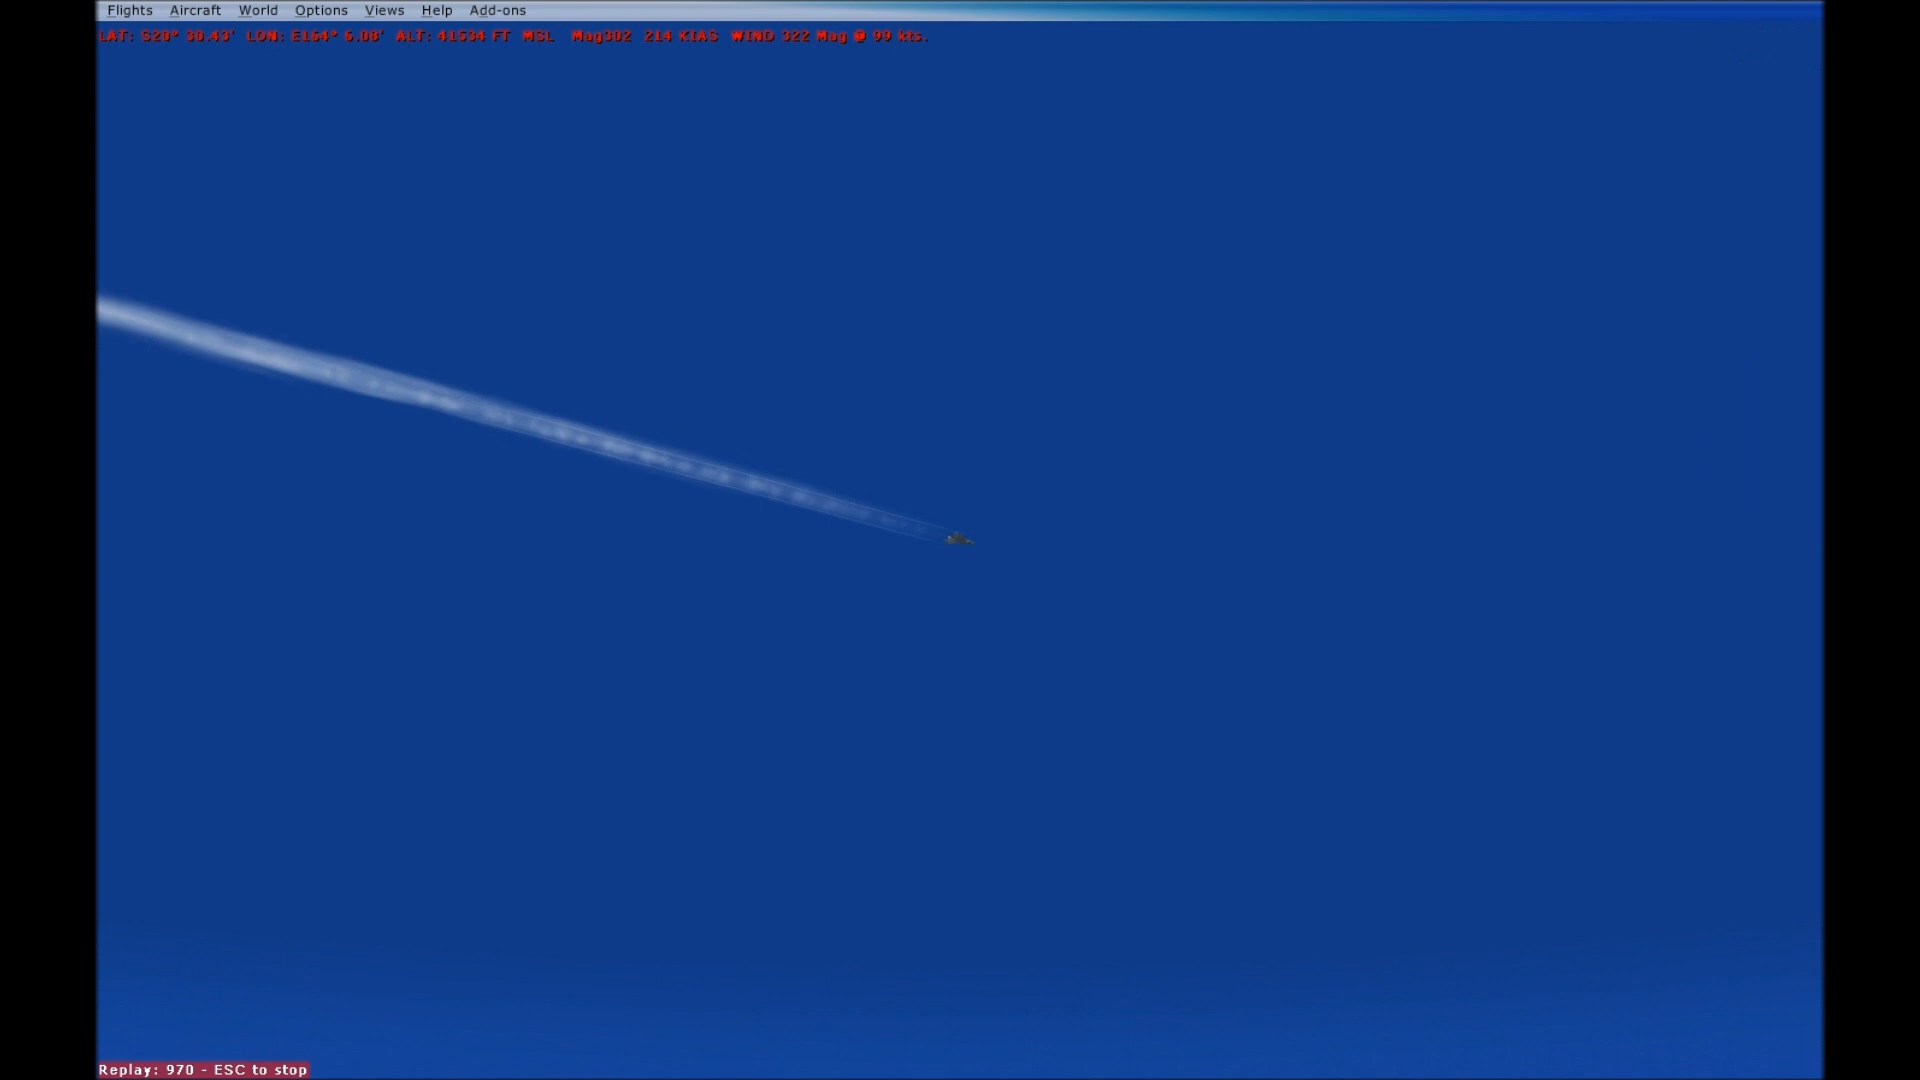 Flights Aircraft World Options Views Help Add-ons
LAT: S20° 30.43' LON: E164° 6.08' ALT: 41534 FT MSL Mag302 214 KIAS WIND 322 Mag @ 99 kts.
Replay: 970 - ESC to stop